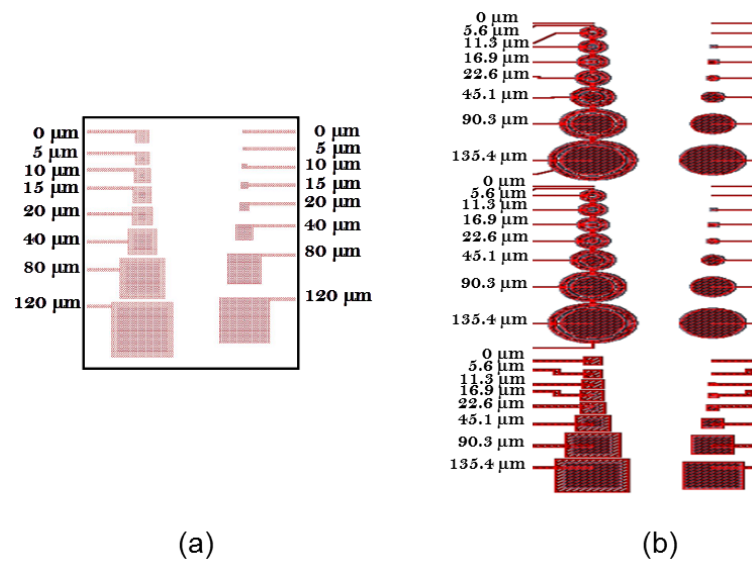 0 µm
5 µm
10 µm
15 µm
20 µm
40 µm
80 µm
120 µm
0 µm
5 µm
10 µm
15 µm
20 µm
40 µm
80 µm
120 µm
(a)
0 µm
5.6 µm
11.3 µm
16.9 µm
22.6 µm
45.1 µm
90.3 µm
135.4 µm
0 µm
5.6 µm
11.3 µm
16.9 µm
22.6 µm
45.1 µm
90.3 µm
135.4 µm
0 µm
5.6 µm
11.3 µm
16.9 µm
22.6 µm
45.1 µm
90.3 µm
135.4 µm
(b)